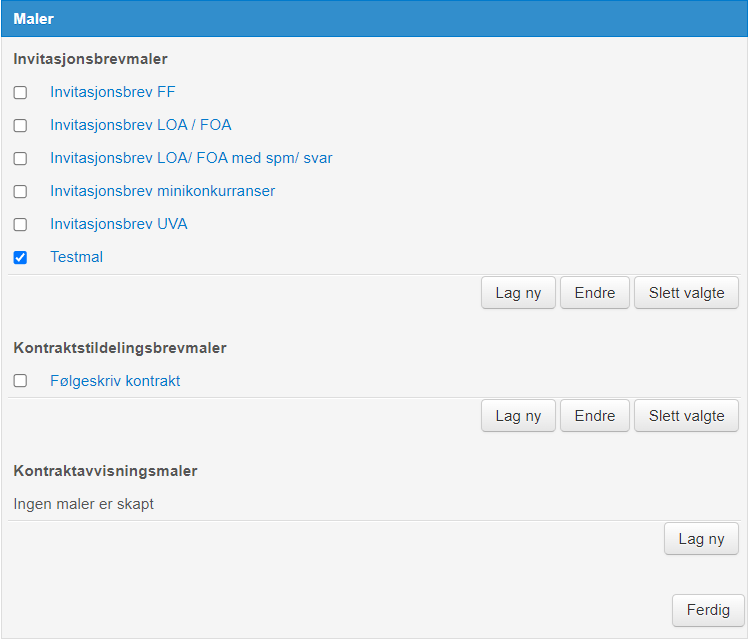 Maler
Invitasjonsbrevmaler
Invitasjonsbrev FF
Invitasjonsbrev LOA / FOA
Invitasjonsbrev LOA/ FOA med spm/ svar
Invitasjonsbrev minikonkurranser
Invitasjonsbrev UVA
Testmal
Lag ny Endre Slett valgte
Kontraktstildelingsbrevmaler
Følgeskriv kontrakt
Lag ny Endre Slett valgte
Kontraktavvisningsmaler
Ingen maler er skapt
Lag ny
Ferdig